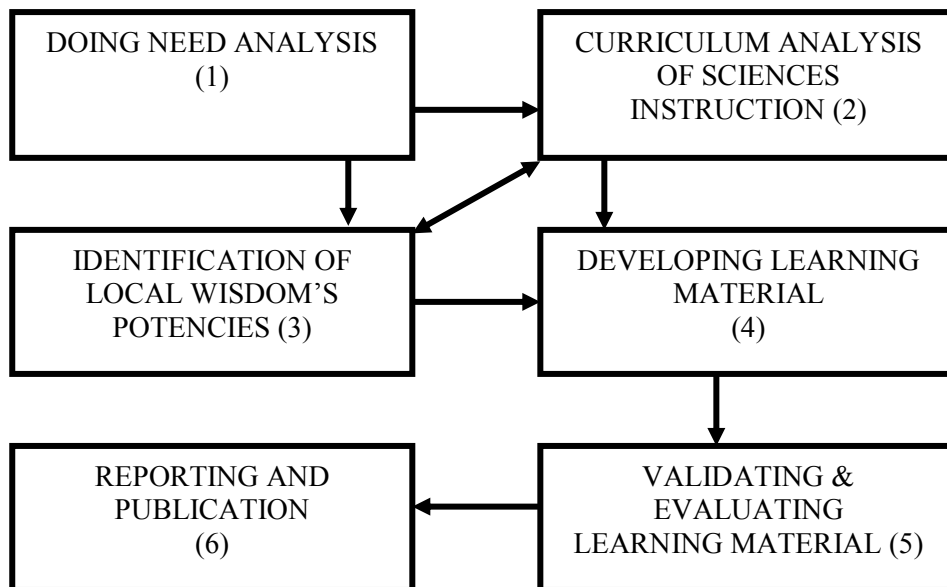 DOING NEED ANALYSIS
(1)
CURRICULUM ANALYSIS
OF SCIENCES
INSTRUCTION (2)
IDENTIFICATION OF
LOCAL WISDOM’S
POTENCIES (3)
DEVELOPING LEARNING
MATERIAL
(4)
REPORTING AND
PUBLICATION
(6)
VALIDATING &
EVALUATING
LEARNING MATERIAL (5)